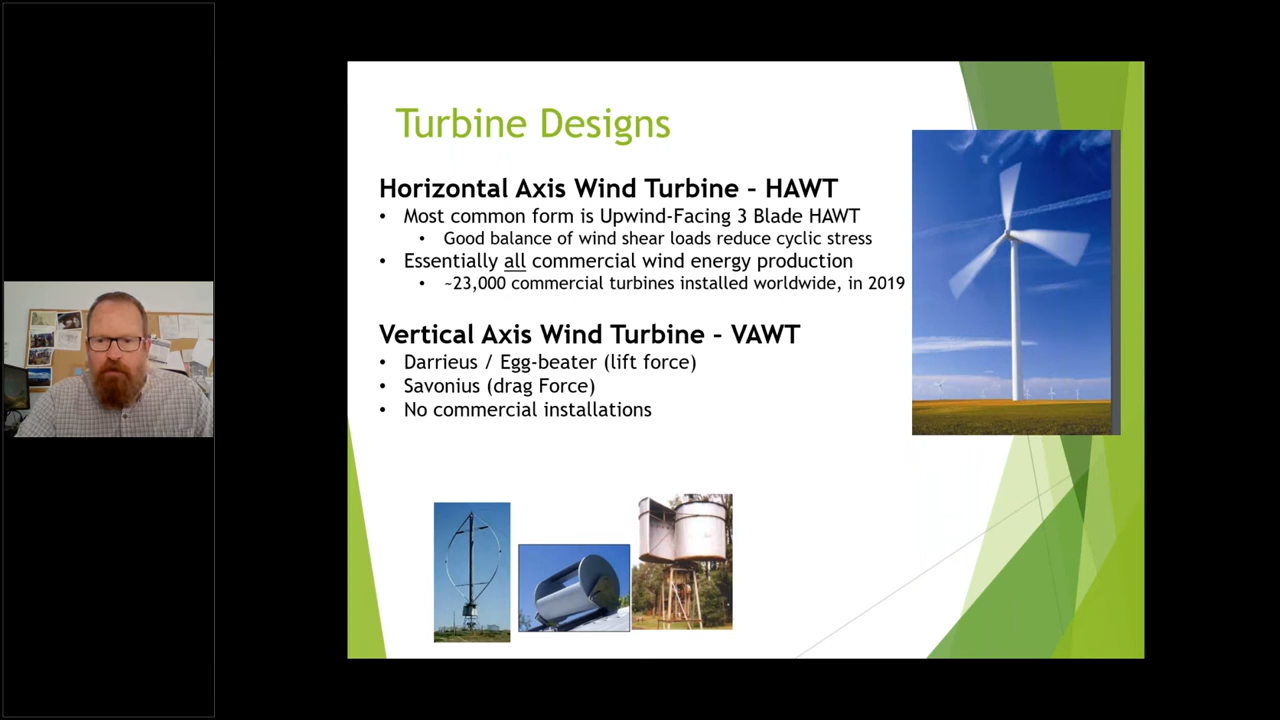 Turbine Designs
Horizontal Axis Wind Turbine – HAWT
• Most common form is Upwind-Facing 3 Blade HAWT
• Good balance of wind shear loads reduce cyclic stress
• Essentially all commercial wind energy production
• ~23,000 commercial turbines installed worldwide, in 2019
Vertical Axis Wind Turbine – VAWT
• Darrieus / Egg-beater (lift force)
• Savonius (drag Force)
• No commercial installations